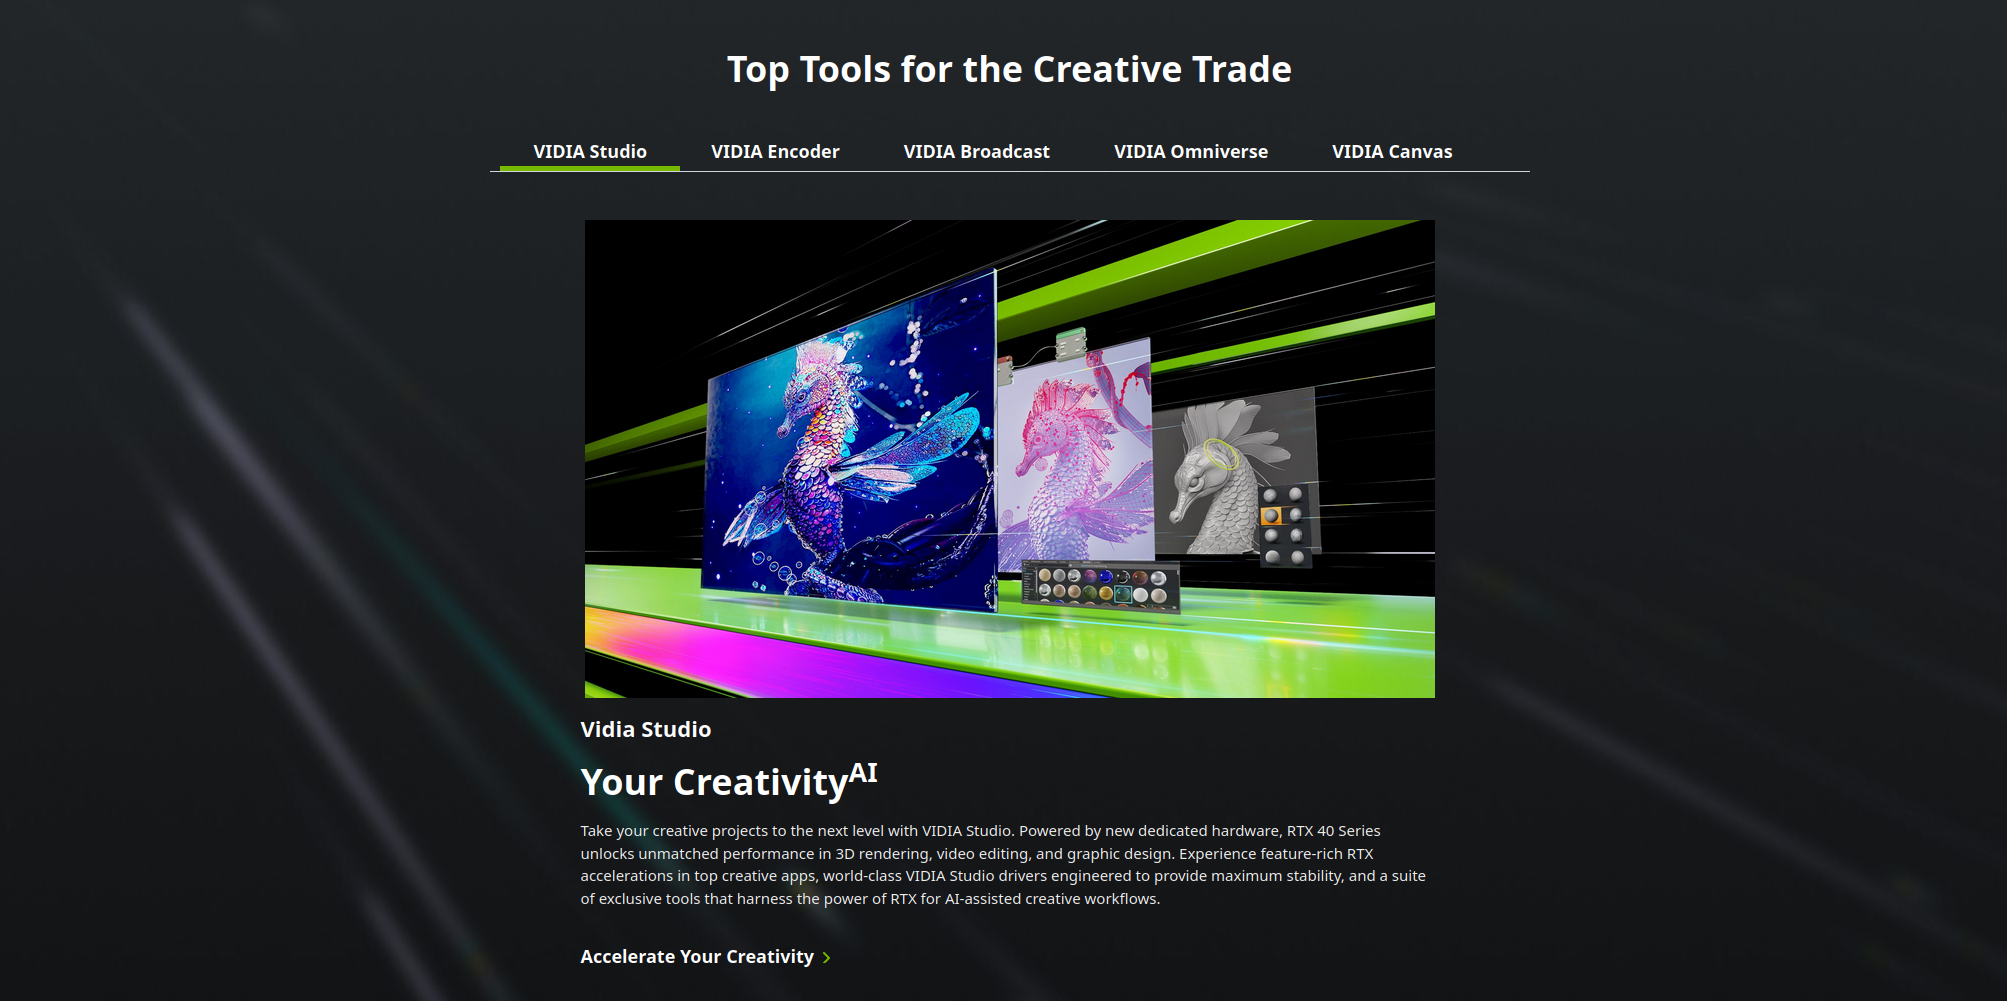 Top Tools for the Creative Trade
VIDIA Studio
VIDIA Encoder
VIDIA Broadcast
VIDIA Omniverse
VIDIA Canvas
Vidia Studio
Your Creativity^AI
Take your creative projects to the next level with VIDIA Studio. Powered by new dedicated hardware, RTX 40 Series
unlocks unmatched performance in 3D rendering, video editing, and graphic design. Experience feature-rich RTX
accelerations in top creative apps, world-class VIDIA Studio drivers engineered to provide maximum stability, and a suite
of exclusive tools that harness the power of RTX for AI-assisted creative workflows.
Accelerate Your Creativity